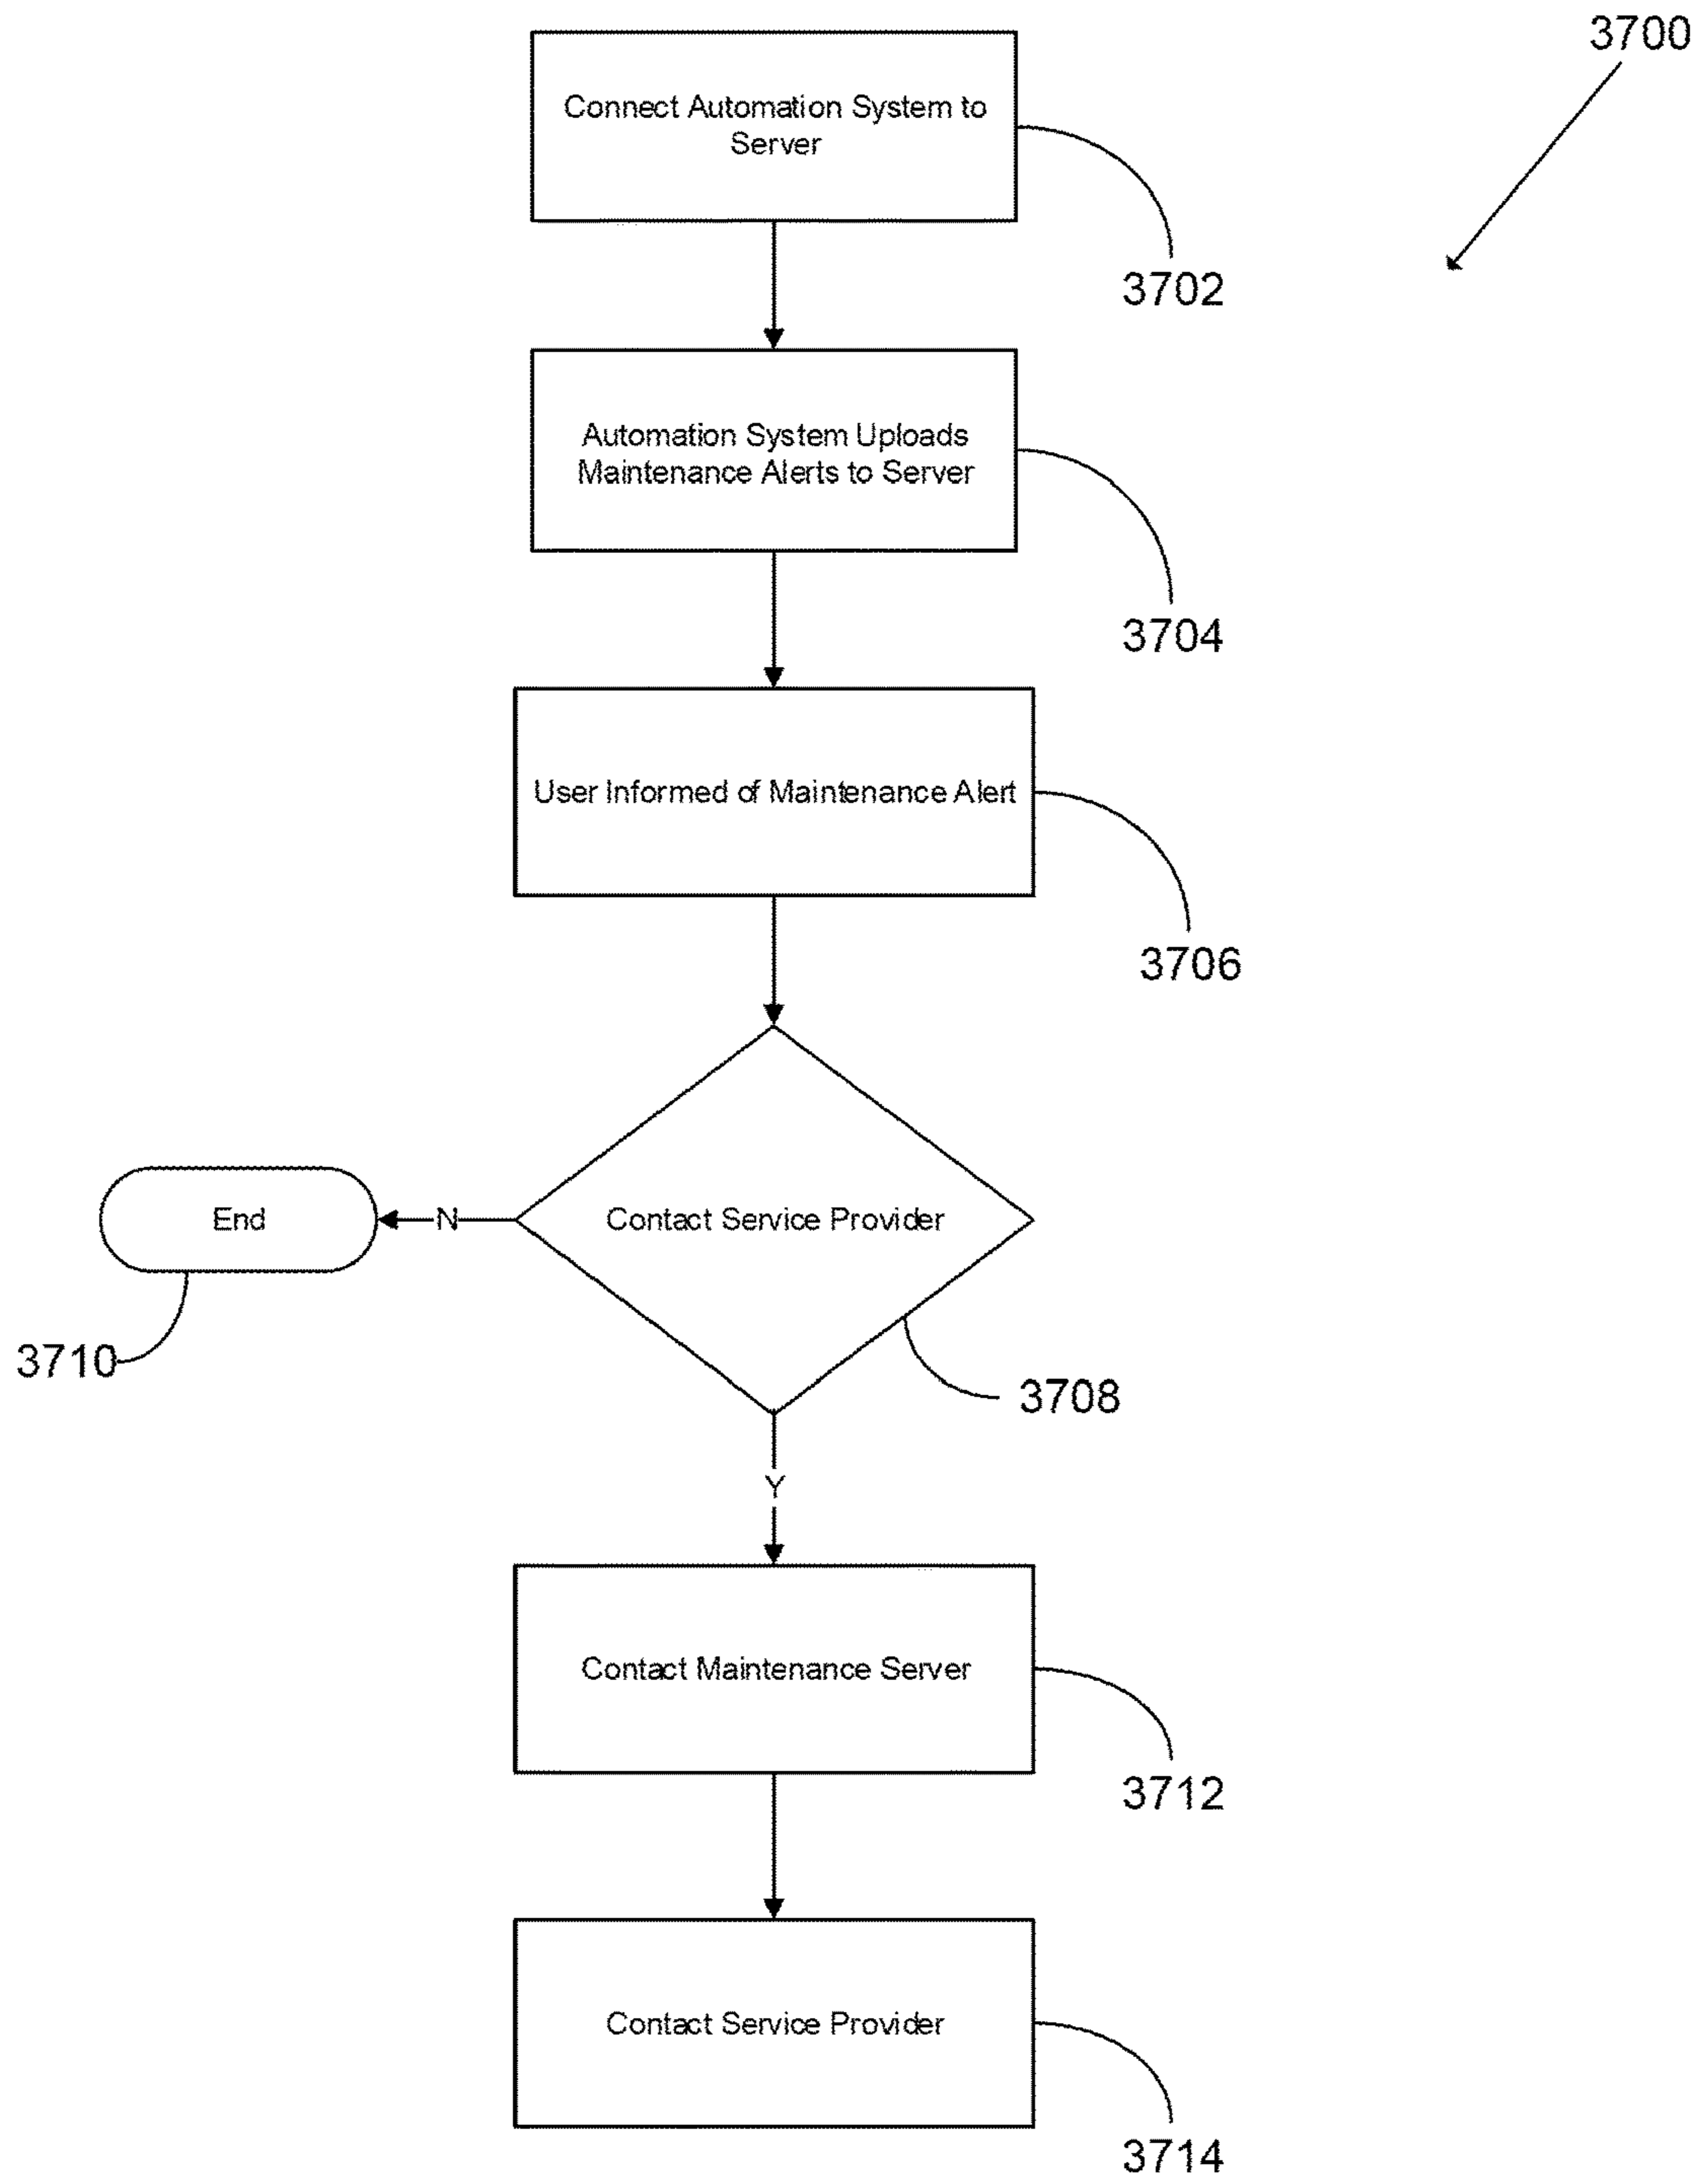 3700
Connect Automation System to
Server
3702
Automation System Uploads
Maintenance Alerts to Server
3704
User Informed of Maintenance Alert
3706
End
N
Contact Service Provider
3710
3708
Y
Contact Maintenance Server
3712
Contact Service Provider
3714